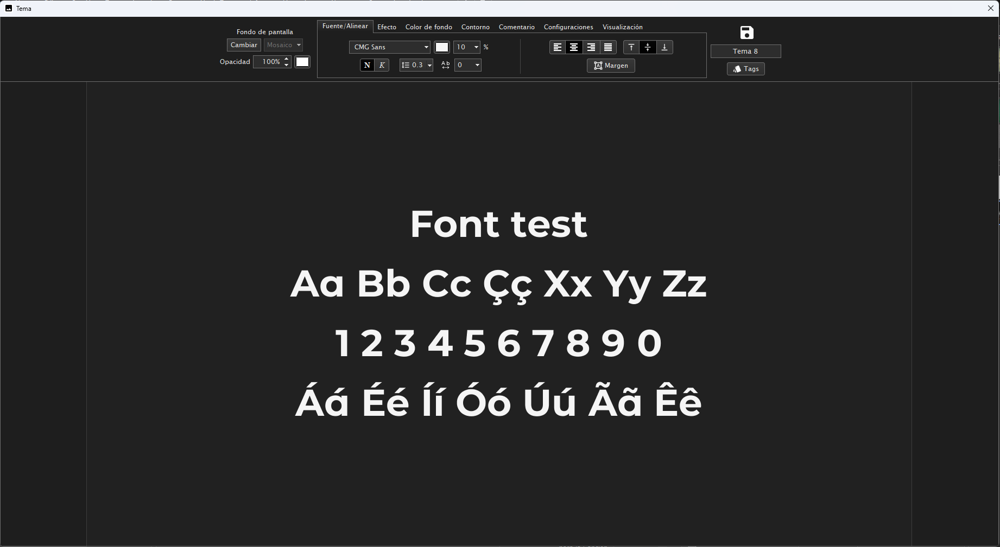 Tema
Fondo de pantalla
Cambiar
Mosaico
Opacidad
100%
Fuente/Alinear
Efecto
Color de fondo
Contorno
Comentario
Configuraciones
Visualización
CMG Sans
10
%
N
K
0.3
Ab
0
Margen
Tema 8
Tags
Font test
Aa Bb Cc Çç Xx Yy Zz
1 2 3 4 5 6 7 8 9 0
Áá Éé Íí Óó Úú Ãã Êê